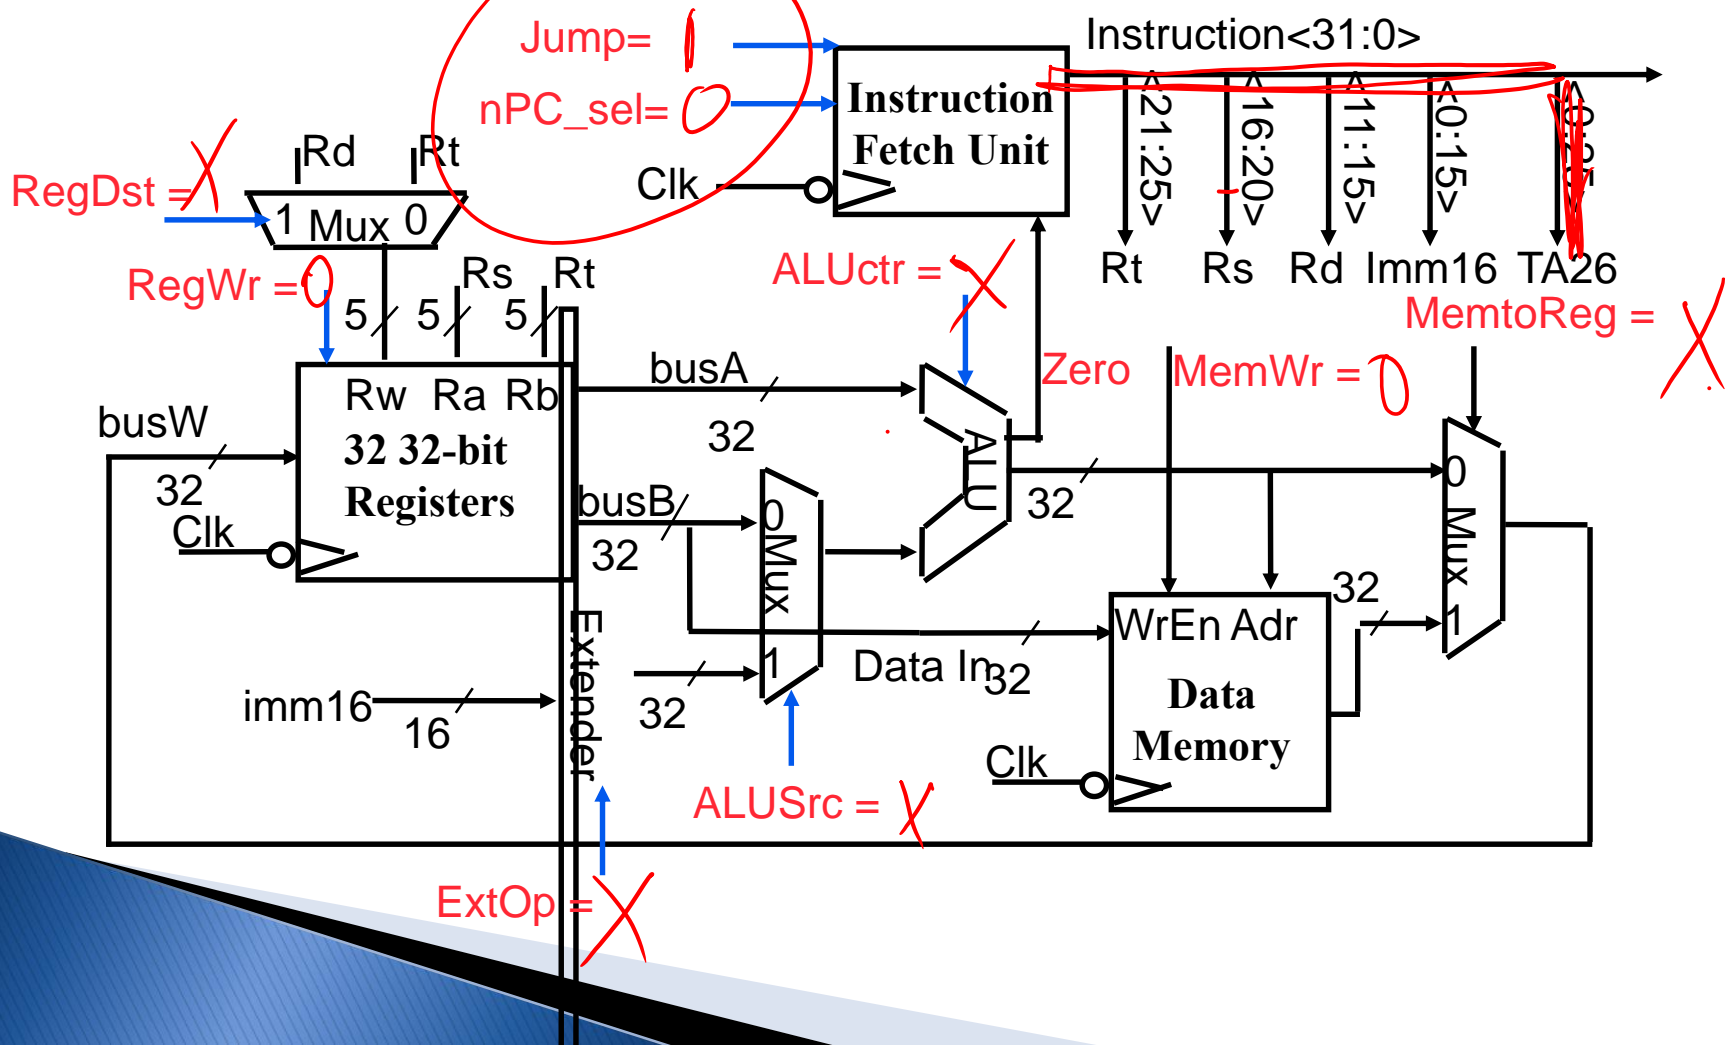 Jump= 1
Instruction<31:0>
nPC_sel= 0
Instruction
Fetch Unit
Clk
<21:25>
<16:20>
<11:15>
<0:15>
<0:25>
Rt
Rs
Rd
Imm16
TA26
Rd
Rt
RegDst = X
1 Mux 0
RegWr = 0
5
5
Rs
5
Rt
ALUctr = X
MemtoReg = X
Zero
MemWr = 0
busA
32
Rw Ra Rb
32 32-bit
Registers
busW
32
Clk
busB
32
0
Mux
1
ALU
32
0
Mux
1
32
WrEn Adr
Data In
32
Data
Memory
Clk
imm16
16
Extender
32
ALUSrc = X
ExtOp = X